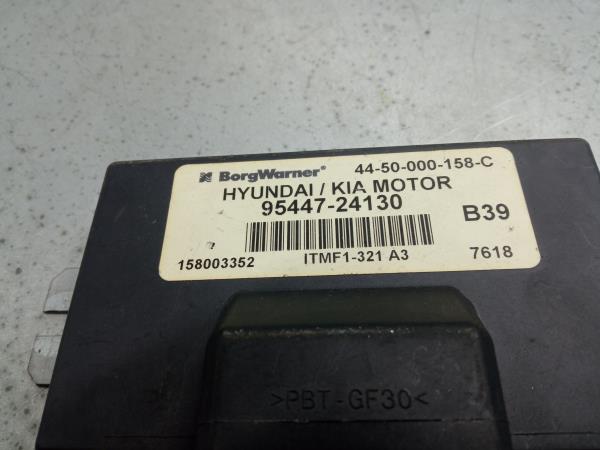 BorgWarner® 44-50-000-158-C
HYUNDAI / KIA MOTOR
95447-24130
B39
158003352 ITMF1-321 A3 7618
>PBT-GF30<